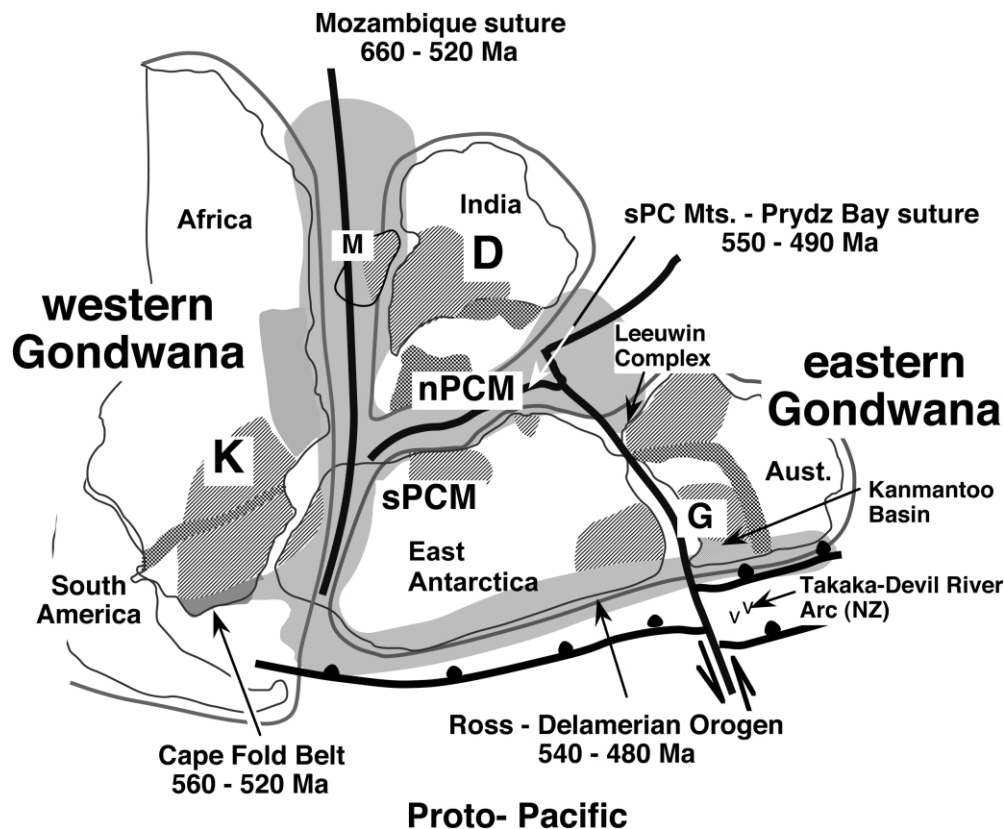 Mozambique suture
660 - 520 Ma
Africa
India
sPC Mts. - Prydz Bay suture
550 - 490 Ma
M
D
western
Gondwana
Leeuwin
Complex
eastern
Gondwana
nPCM
K
sPCM
Aust.
G
Kanmantoo
Basin
East
Antarctica
South
America
Takaka-Devil River
Arc (NZ)
v v
Ross - Delamerian Orogen
540 - 480 Ma
Cape Fold Belt
560 - 520 Ma
Proto- Pacific